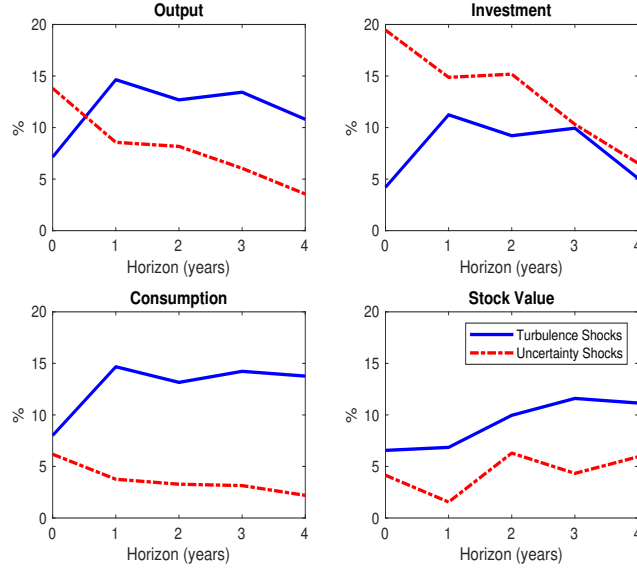 Output
20
15
10
5
0
%
0 1 2 3 4
Horizon (years)
Investment
20
15
10
5
0
%
0 1 2 3 4
Horizon (years)
Consumption
20
15
10
5
0
%
0 1 2 3 4
Horizon (years)
Stock Value
20
15
10
5
0
%
Turbulence Shocks
Uncertainty Shocks
0 1 2 3 4
Horizon (years)